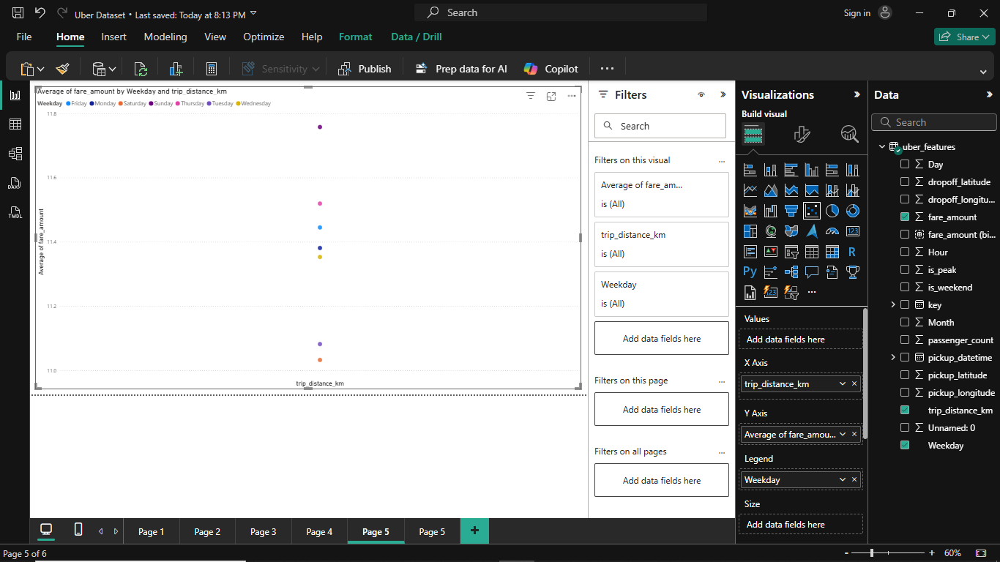 Uber Dataset • Last saved: Today at 8:13 PM
Search
Sign in
File
Home
Insert
Modeling
View
Optimize
Help
Format
Data / Drill
Share
Sensitivity
Publish
Prep data for AI
Copilot
Average of fare_amount by Weekday and trip_distance_km
Weekday Friday Monday Saturday Sunday Thursday Tuesday Wednesday
11.8
11.6
11.4
11.2
11.0
Average of fare_amount
trip_distance_km
Filters
Search
Filters on this visual
Average of fare_am...
is (All)
trip_distance_km
is (All)
Weekday
is (All)
Add data fields here
Filters on this page
Add data fields here
Filters on all pages
Add data fields here
Visualizations
Build visual
123
R
Py
123
Values
Add data fields here
X Axis
trip_distance_km
Y Axis
Average of fare_amou...
Legend
Weekday
Size
Add data fields here
Data
Search
uber_features
Day
dropoff_latitude
dropoff_longitu...
fare_amount
fare_amount (bi...
Hour
is_peak
is_weekend
key
Month
passenger_count
pickup_datetime
pickup_latitude
pickup_longitude
trip_distance_km
Unnamed: 0
Weekday
DAX
TMDL
Page 1
Page 2
Page 3
Page 4
Page 5
Page 5
+
Page 5 of 6
- + 60%